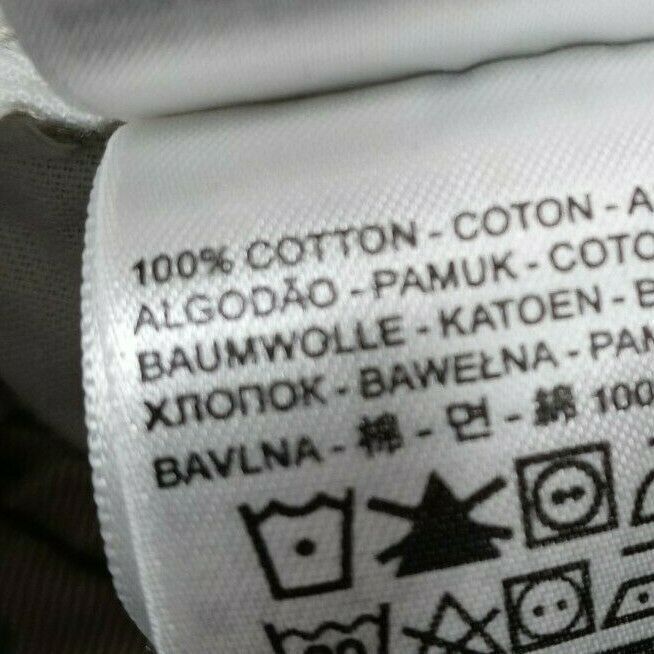 100% COTTON - COTON - A
ALGODÃO - PAMUK - COTO
BAUMWOLLE - KATOEN - B
ХЛОПОК - BAWEŁNA - PAM
BAVLNA - 棉 - 면 - 綿 100